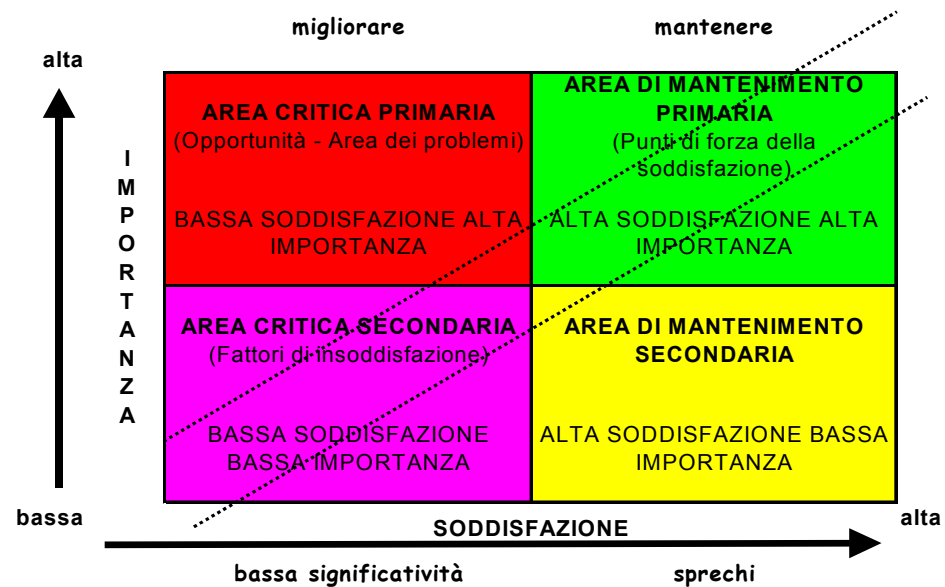 migliorare
mantenere
alta
AREA CRITICA PRIMARIA
(Opportunità - Area dei problemi)
BASSA SODDISFAZIONE ALTA
IMPORTANZA
AREA DI MANTENIMENTO
PRIMARIA
(Punti di forza della
soddisfazione)
ALTA SODDISFAZIONE ALTA
IMPORTANZA
I
M
P
O
R
T
A
N
Z
A
AREA CRITICA SECONDARIA
(Fattori di insoddisfazione)
BASSA SODDISFAZIONE
BASSA IMPORTANZA
AREA DI MANTENIMENTO
SECONDARIA
ALTA SODDISFAZIONE BASSA
IMPORTANZA
bassa
SODDISFAZIONE
alta
bassa significatività
sprechi